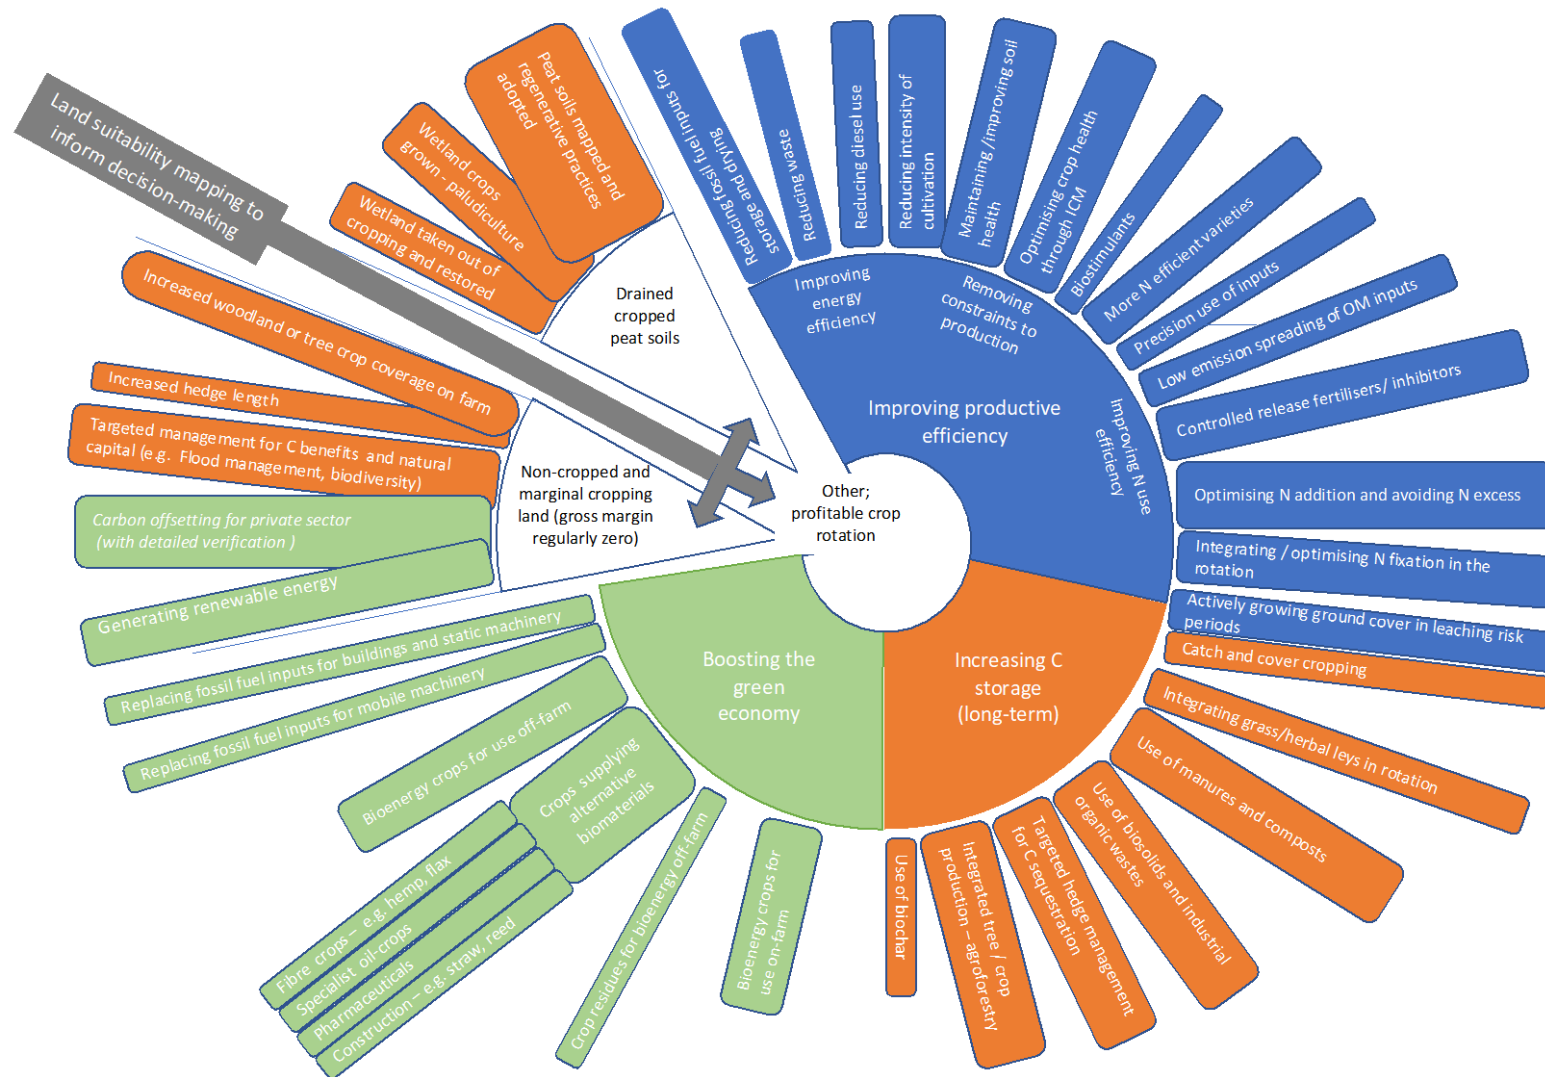 Land suitability mapping to
inform decision-making
Peat soils mapped and
regenerative practices
adopted
Wetland crops
grown - paludiculture
Wetland taken out of
cropping and restored
Drained
cropped
peat soils
Increased woodland or tree crop coverage on farm
Increased hedge length
Targeted management for C benefits and natural
capital (e.g. Flood management, biodiversity)
Carbon offsetting for private sector
(with detailed verification )
Generating renewable energy
Non-cropped and
marginal cropping
land (gross margin
regularly zero)
Other;
profitable crop
rotation
Reducing fossil fuel inputs for
storage and drying
Reducing waste
Reducing diesel use
Reducing intensity of
cultivation
Maintaining /improving soil
health
Optimising crop health
through ICM
Biostimulants
More N efficient varieties
Precision use of inputs
Low emission spreading of OM inputs
Controlled release fertilisers/ inhibitors
Optimising N addition and avoiding N excess
Integrating / optimising N fixation in the
rotation
Actively growing ground cover in leaching risk
periods
Improving
energy
efficiency
Removing
constraints to
production
Improving N use
efficiency
Improving productive
efficiency
Catch and cover cropping
Integrating grass/herbal leys in rotation
Use of manures and composts
Use of biosolids and industrial
organic wastes
Targeted hedge management
for C sequestration
Integrated tree / crop
production – agroforestry
Use of biochar
Increasing C
storage
(long-term)
Boosting the
green
economy
Replacing fossil fuel inputs for buildings and static machinery
Replacing fossil fuel inputs for mobile machinery
Bioenergy crops for use off-farm
Crops supplying
alternative
biomaterials
Fibre crops – e.g. hemp, flax
Specialist oil-crops
Pharmaceuticals
Construction – e.g. straw, reed
Crop residues for bioenergy off-farm
Bioenergy crops for
use on-farm